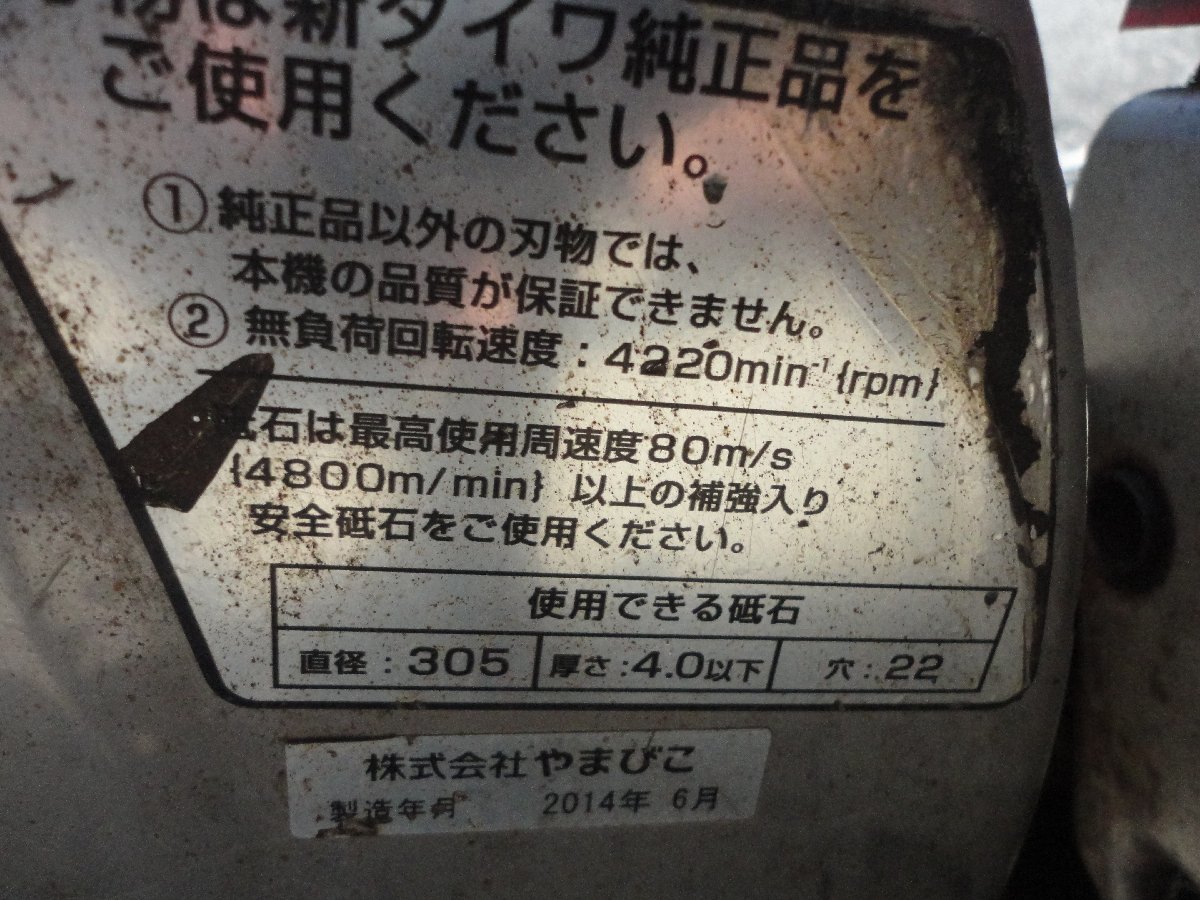 物は新ダイワ純正品を
ご使用ください。
① 純正品以外の刃物では、
本機の品質が保証できません。
② 無負荷回転速度：4220min⁻¹{rpm}
石は最高使用周速度80m/s
{4800m/min} 以上の補強入り
安全砥石をご使用ください。
使用できる砥石
直径：305 厚さ：4.0以下 穴：22
株式会社やまびこ
製造年月 2014年 6月